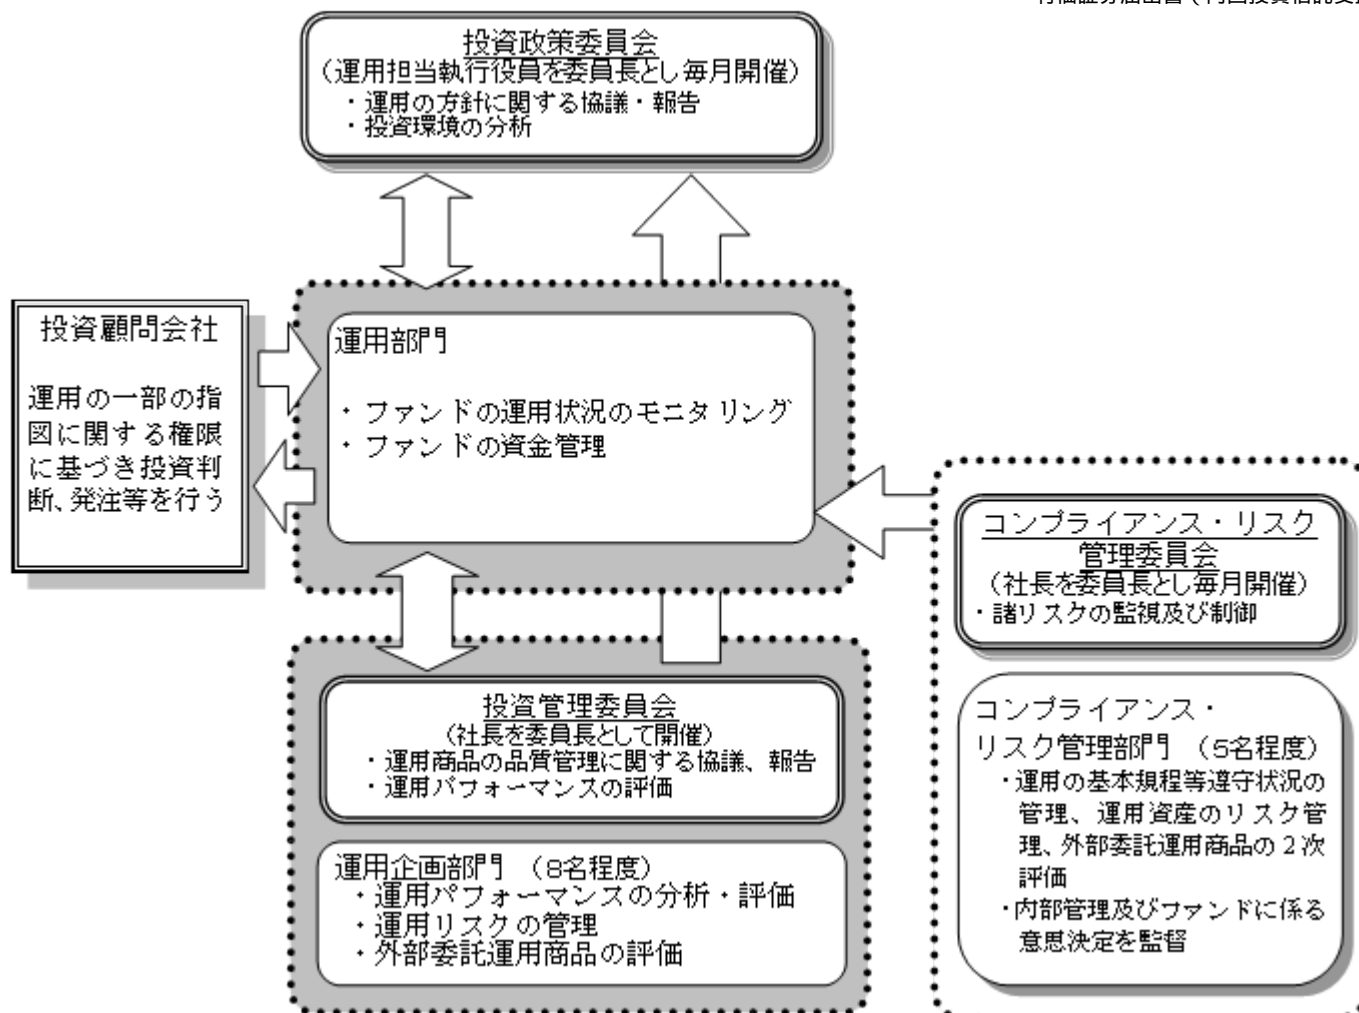 投資政策委員会
(運用担当執行役員を委員長とし毎月開催)
・運用の方針に関する協議・報告
・投資環境の分析
投資顧問会社
運用の一部の指
図に関する権限
に基づき投資判
断、発注等を行う
運用部門
・ファンドの運用状況のモニタリング
・ファンドの資金管理
コンプライアンス・リスク
管理委員会
(社長を委員長とし毎月開催)
・諸リスクの監視及び制御
投資管理委員会
(社長を委員長として開催)
・運用商品の品質管理に関する協議、報告
・運用パフォーマンスの評価
運用企画部門 (8名程度)
・運用パフォーマンスの分析・評価
・運用リスクの管理
・外部委託運用商品の評価
コンプライアンス・
リスク管理部門 (5名程度)
・運用の基本規程等遵守状況の
管理、運用資産のリスク管
理、外部委託運用商品の2次
評価
・内部管理及びファンドに係る
意思決定を監督